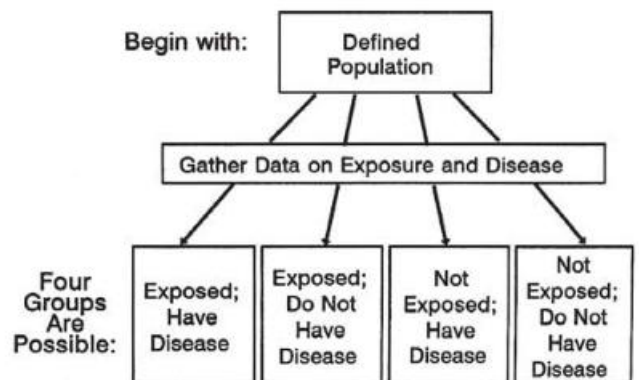 Begin with:
Defined
Population
Gather Data on Exposure and Disease
Four
Groups
Are
Possible:
Exposed;
Have
Disease
Exposed;
Do Not
Have
Disease
Not
Exposed;
Have
Disease
Not
Exposed;
Do Not
Have
Disease